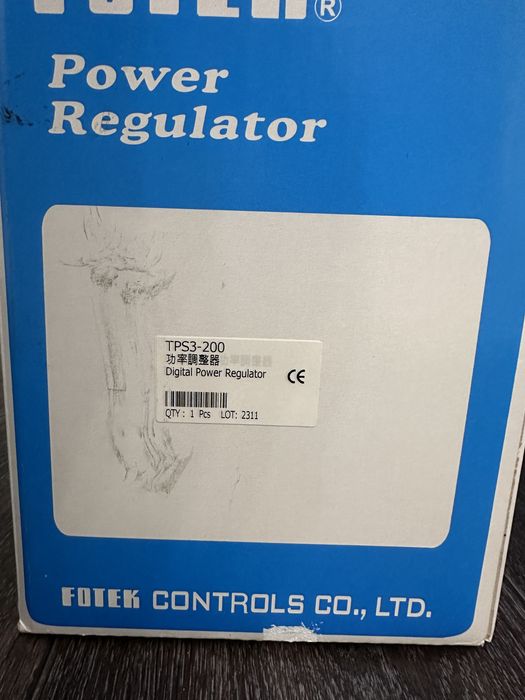 FOTEK®
Power
Regulator
TPS3-200
功率調整器
Digital Power Regulator
CE
QTY : 1 Pcs LOT: 2311
FOTEK CONTROLS CO., LTD.